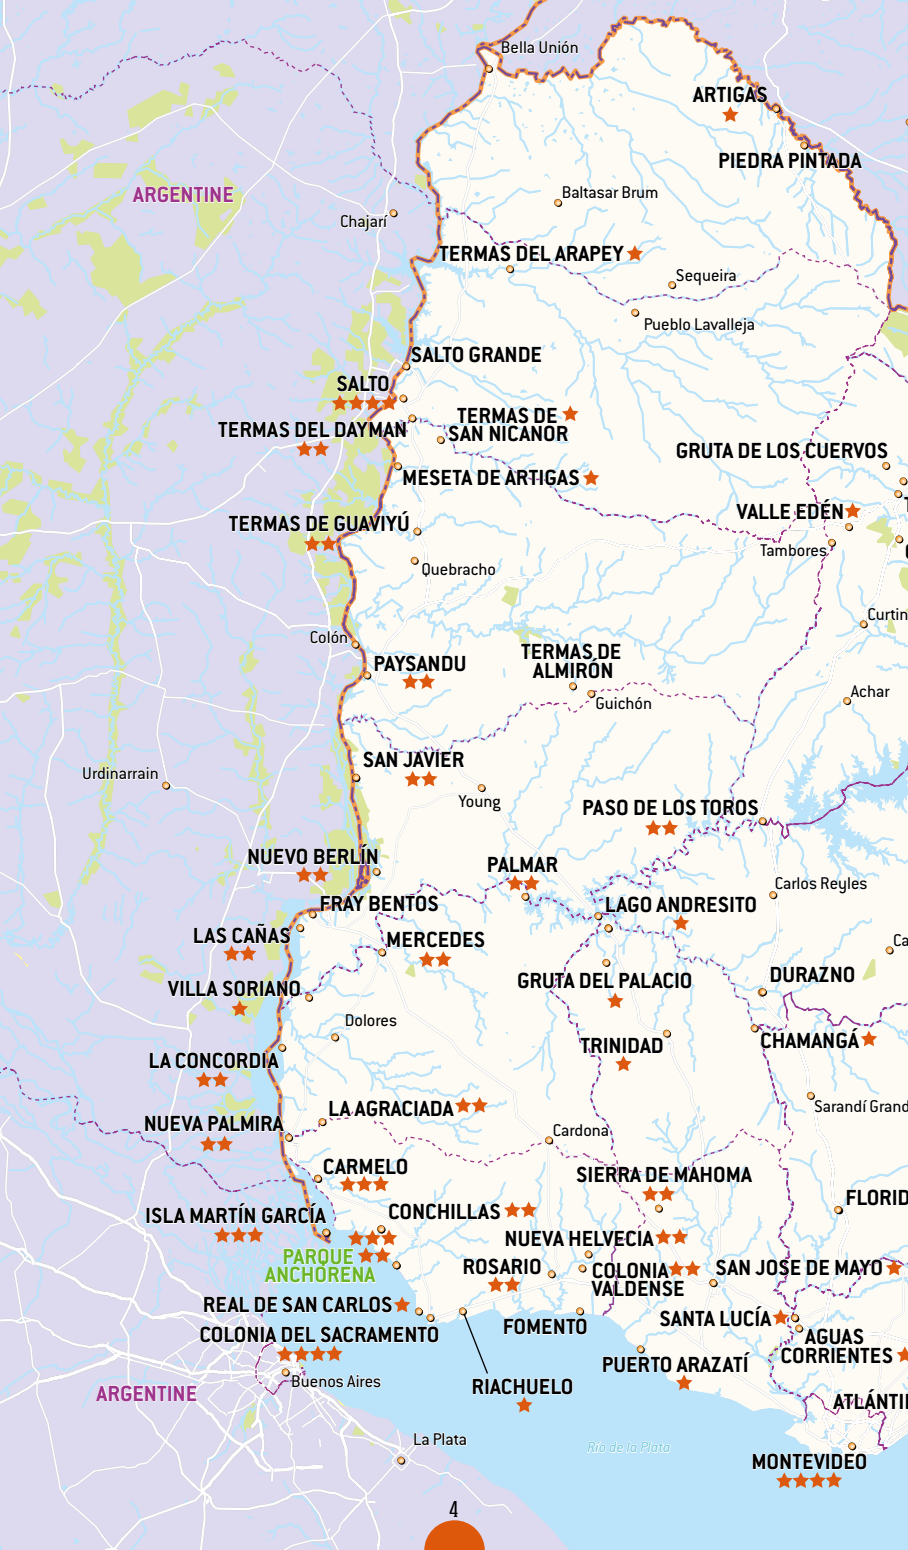 Bella Unión
ARTIGAS
PIEDRA PINTADA
ARGENTINE
Baltasar Brum
Chajarí
TERMAS DEL ARAPEY
Sequeira
Pueblo Lavalleja
SALTO GRANDE
SALTO
TERMAS DE
SAN NICANOR
TERMAS DEL DAYMAN
GRUTA DE LOS CUERVOS
MESETA DE ARTIGAS
VALLE EDÉN
TERMAS DE GUAVIYÚ
Tambores
Quebracho
Curtin
Colón
TERMAS DE
ALMIRÓN
PAYSANDU
Guichón
Achar
SAN JAVIER
Urdinarrain
Young
PASO DE LOS TOROS
NUEVO BERLÍN
PALMAR
Carlos Reyles
FRAY BENTOS
LAGO ANDRESITO
LAS CAÑAS
MERCEDES
Ca
GRUTA DEL PALACIO
DURAZNO
VILLA SORIANO
Dolores
CHAMANGÁ
TRINIDAD
LA CONCORDIA
LA AGRACIADA
Sarandí Grand
NUEVA PALMIRA
Cardona
CARMELO
SIERRA DE MAHOMA
FLORID
ISLA MARTÍN GARCÍA
CONCHILLAS
NUEVA HELVECIA
PARQUE
ANCHORENA
ROSARIO
COLONIA
VALDENSE
SAN JOSE DE MAYO
REAL DE SAN CARLOS
FOMENTO
SANTA LUCÍA
COLONIA DEL SACRAMENTO
AGUAS
CORRIENTES
PUERTO ARAZATÍ
Buenos Aires
RIACHUELO
ARGENTINE
ATLÁNTI
La Plata
Río de la Plata
MONTEVIDEO
4